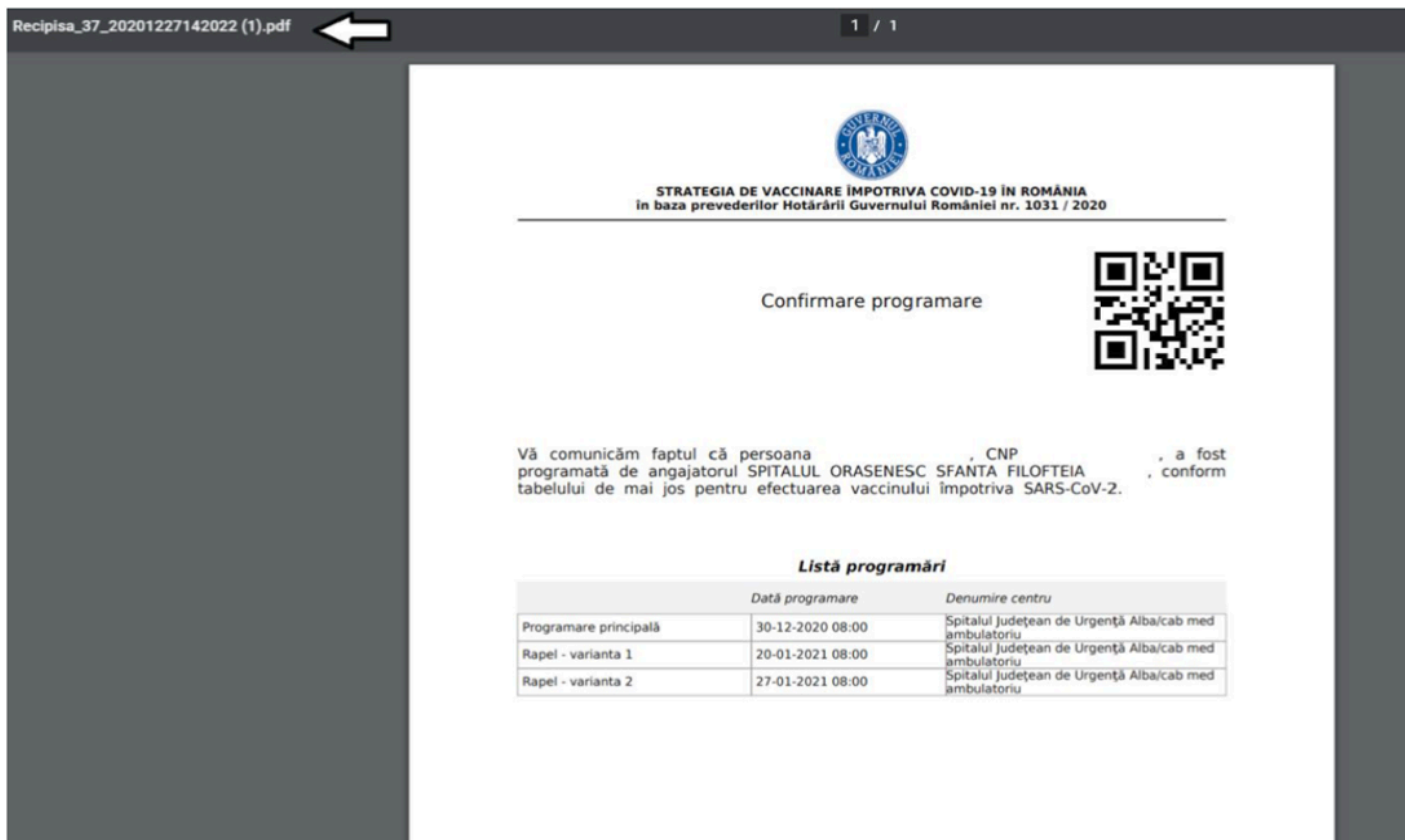 Recipisa_37_20201227142022 (1).pdf
1 / 1
GUVERNUL ROMÂNIEI
STRATEGIA DE VACCINARE ÎMPOTRIVA COVID-19 ÎN ROMÂNIA
în baza prevederilor Hotărârii Guvernului României nr. 1031 / 2020
Confirmare programare
Vă comunicăm faptul că persoana , CNP , a fost
programată de angajatorul SPITALUL ORASENESC SFANTA FILOFTEIA , conform
tabelului de mai jos pentru efectuarea vaccinului împotriva SARS-CoV-2.
Listă programări
Dată programare Denumire centru
Programare principală 30-12-2020 08:00 Spitalul Județean de Urgență Alba/cab med
ambulatoriu
Rapel - varianta 1 20-01-2021 08:00 Spitalul Județean de Urgență Alba/cab med
ambulatoriu
Rapel - varianta 2 27-01-2021 08:00 Spitalul Județean de Urgență Alba/cab med
ambulatoriu